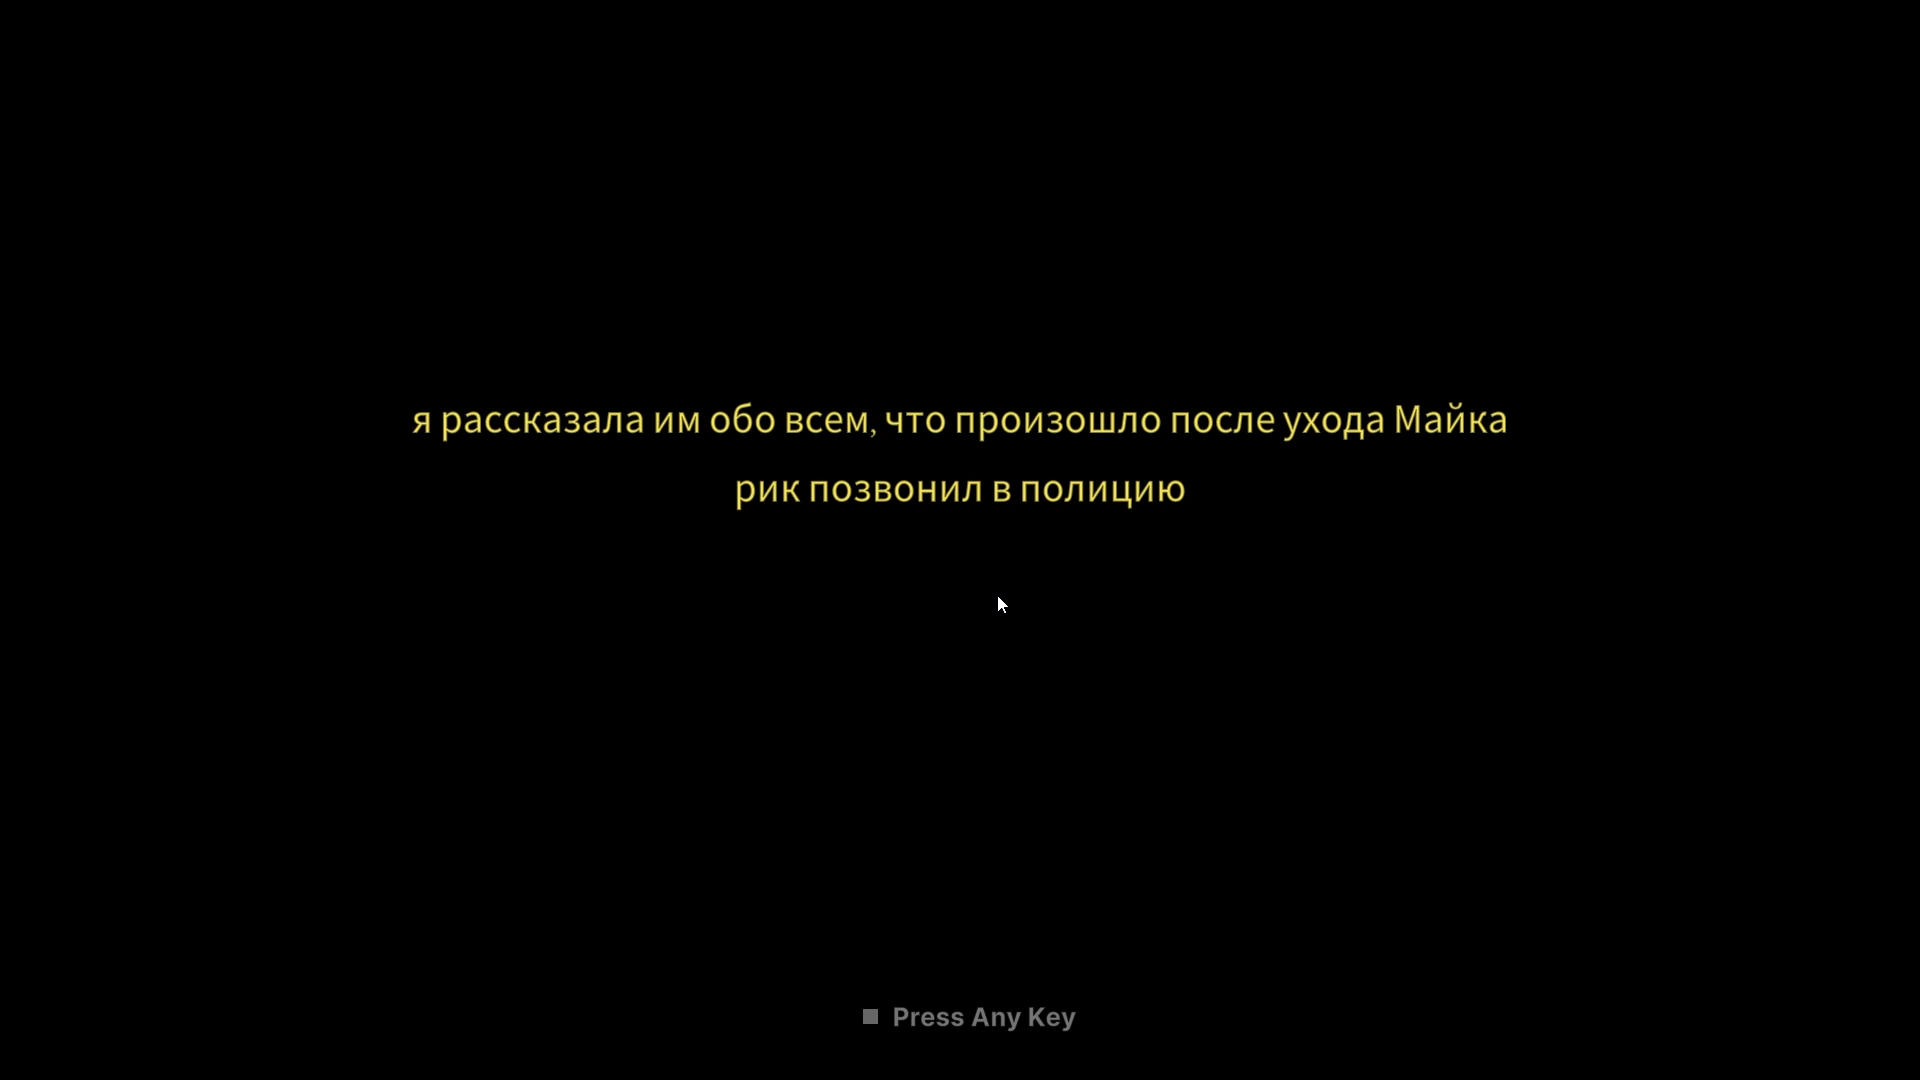 я рассказала им обо всем, что произошло после ухода Майка
рик позвонил в полицию
Press Any Key